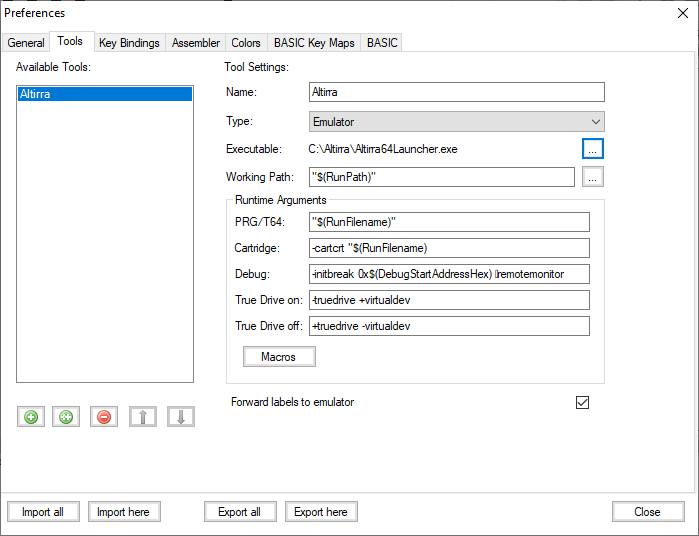 Preferences
General Tools Key Bindings Assembler Colors BASIC Key Maps BASIC
Available Tools:
Altirra
Tool Settings:
Name: Altirra
Type: Emulator
Executable: C:\Altirra\Altirra64Launcher.exe ...
Working Path: "$(RunPath)" ...
Runtime Arguments
PRG/T64: "$(RunFilename)"
Cartridge: -cartcrt "$(RunFilename)
Debug: -initbreak 0x$(DebugStartAddressHex) ▯remotemonitor
True Drive on: -truedrive +virtualdev
True Drive off: +truedrive -virtualdev
Macros
Forward labels to emulator
Import all Import here Export all Export here Close